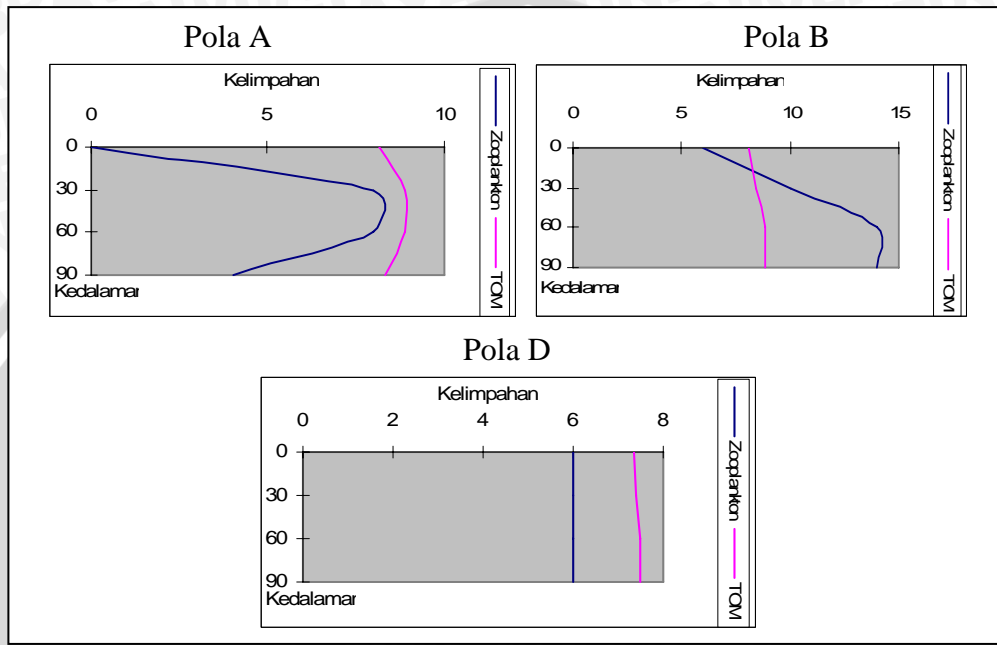 Pola A
Kelimpahan
0 5 10
0
30
60
90
Kedalamar
Zooplankton
TOM
Pola B
Kelimpahan
0 5 10 15
0
30
60
90
Kedalamar
Zooplankton
TOM
Pola D
Kelimpahan
0 2 4 6 8
0
30
60
90
Kedalamar
Zooplankton
TOM